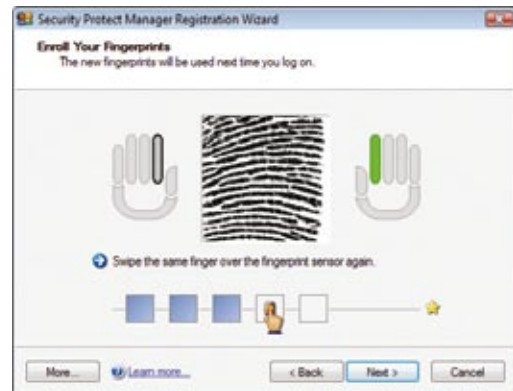 Security Protect Manager Registration Wizard
Enroll Your Fingerprints
The new fingerprints will be used next time you log on.
Swipe the same finger over the fingerprint sensor again.
More... Learn more... < Back Next > Cancel